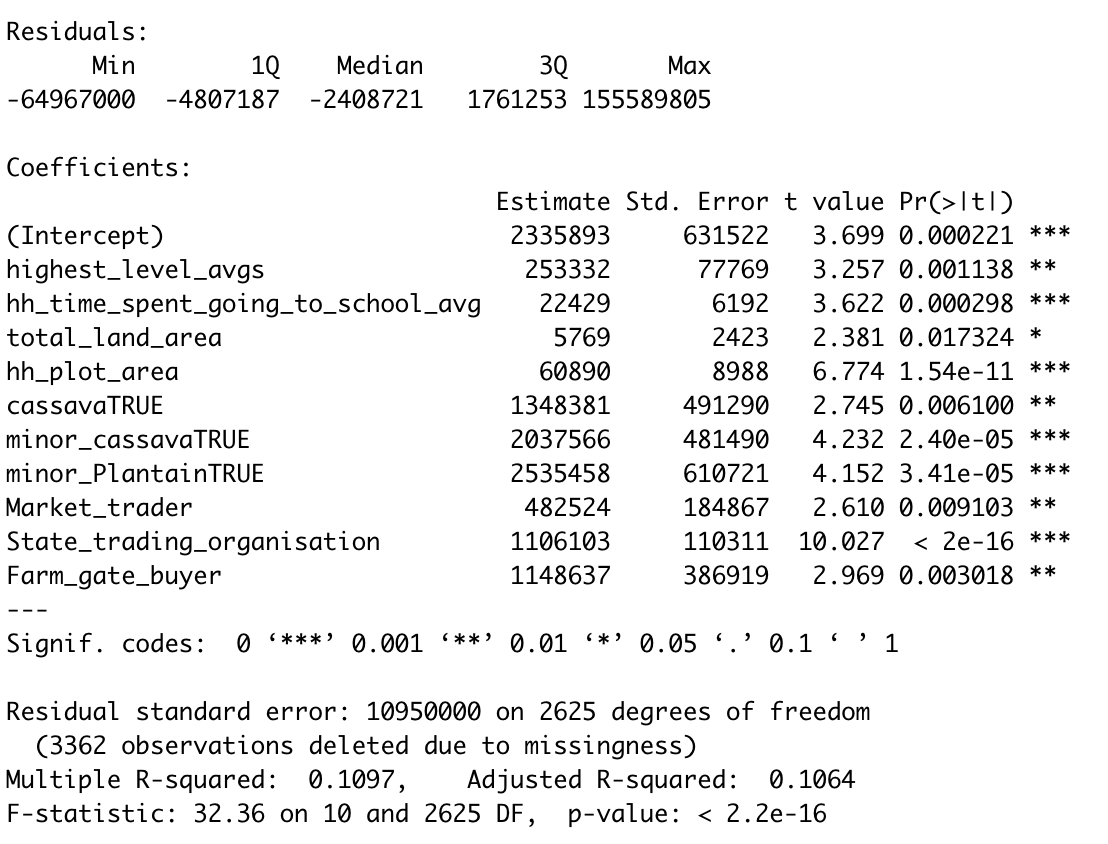 Residuals:
      Min        1Q    Median        3Q       Max
-64967000  -4807187  -2408721   1761253 155589805
Coefficients:
                                  Estimate Std. Error t value Pr(>|t|)
(Intercept)                        2335893     631522   3.699 0.000221 ***
highest_level_avgs                  253332      77769   3.257 0.001138 **
hh_time_spent_going_to_school_avg    22429       6192   3.622 0.000298 ***
total_land_area                       5769       2423   2.381 0.017324 *
hh_plot_area                         60890       8988   6.774 1.54e-11 ***
cassavaTRUE                        1348381     491290   2.745 0.006100 **
minor_cassavaTRUE                  2037566     481490   4.232 2.40e-05 ***
minor_PlantainTRUE                 2535458     610721   4.152 3.41e-05 ***
Market_trader                       482524     184867   2.610 0.009103 **
State_trading_organisation         1106103     110311  10.027  < 2e-16 ***
Farm_gate_buyer                    1148637     386919   2.969 0.003018 **
---
Signif. codes:  0 ‘***’ 0.001 ‘**’ 0.01 ‘*’ 0.05 ‘.’ 0.1 ‘ ’ 1
Residual standard error: 10950000 on 2625 degrees of freedom
  (3362 observations deleted due to missingness)
Multiple R-squared:  0.1097,    Adjusted R-squared:  0.1064
F-statistic: 32.36 on 10 and 2625 DF,  p-value: < 2.2e-16